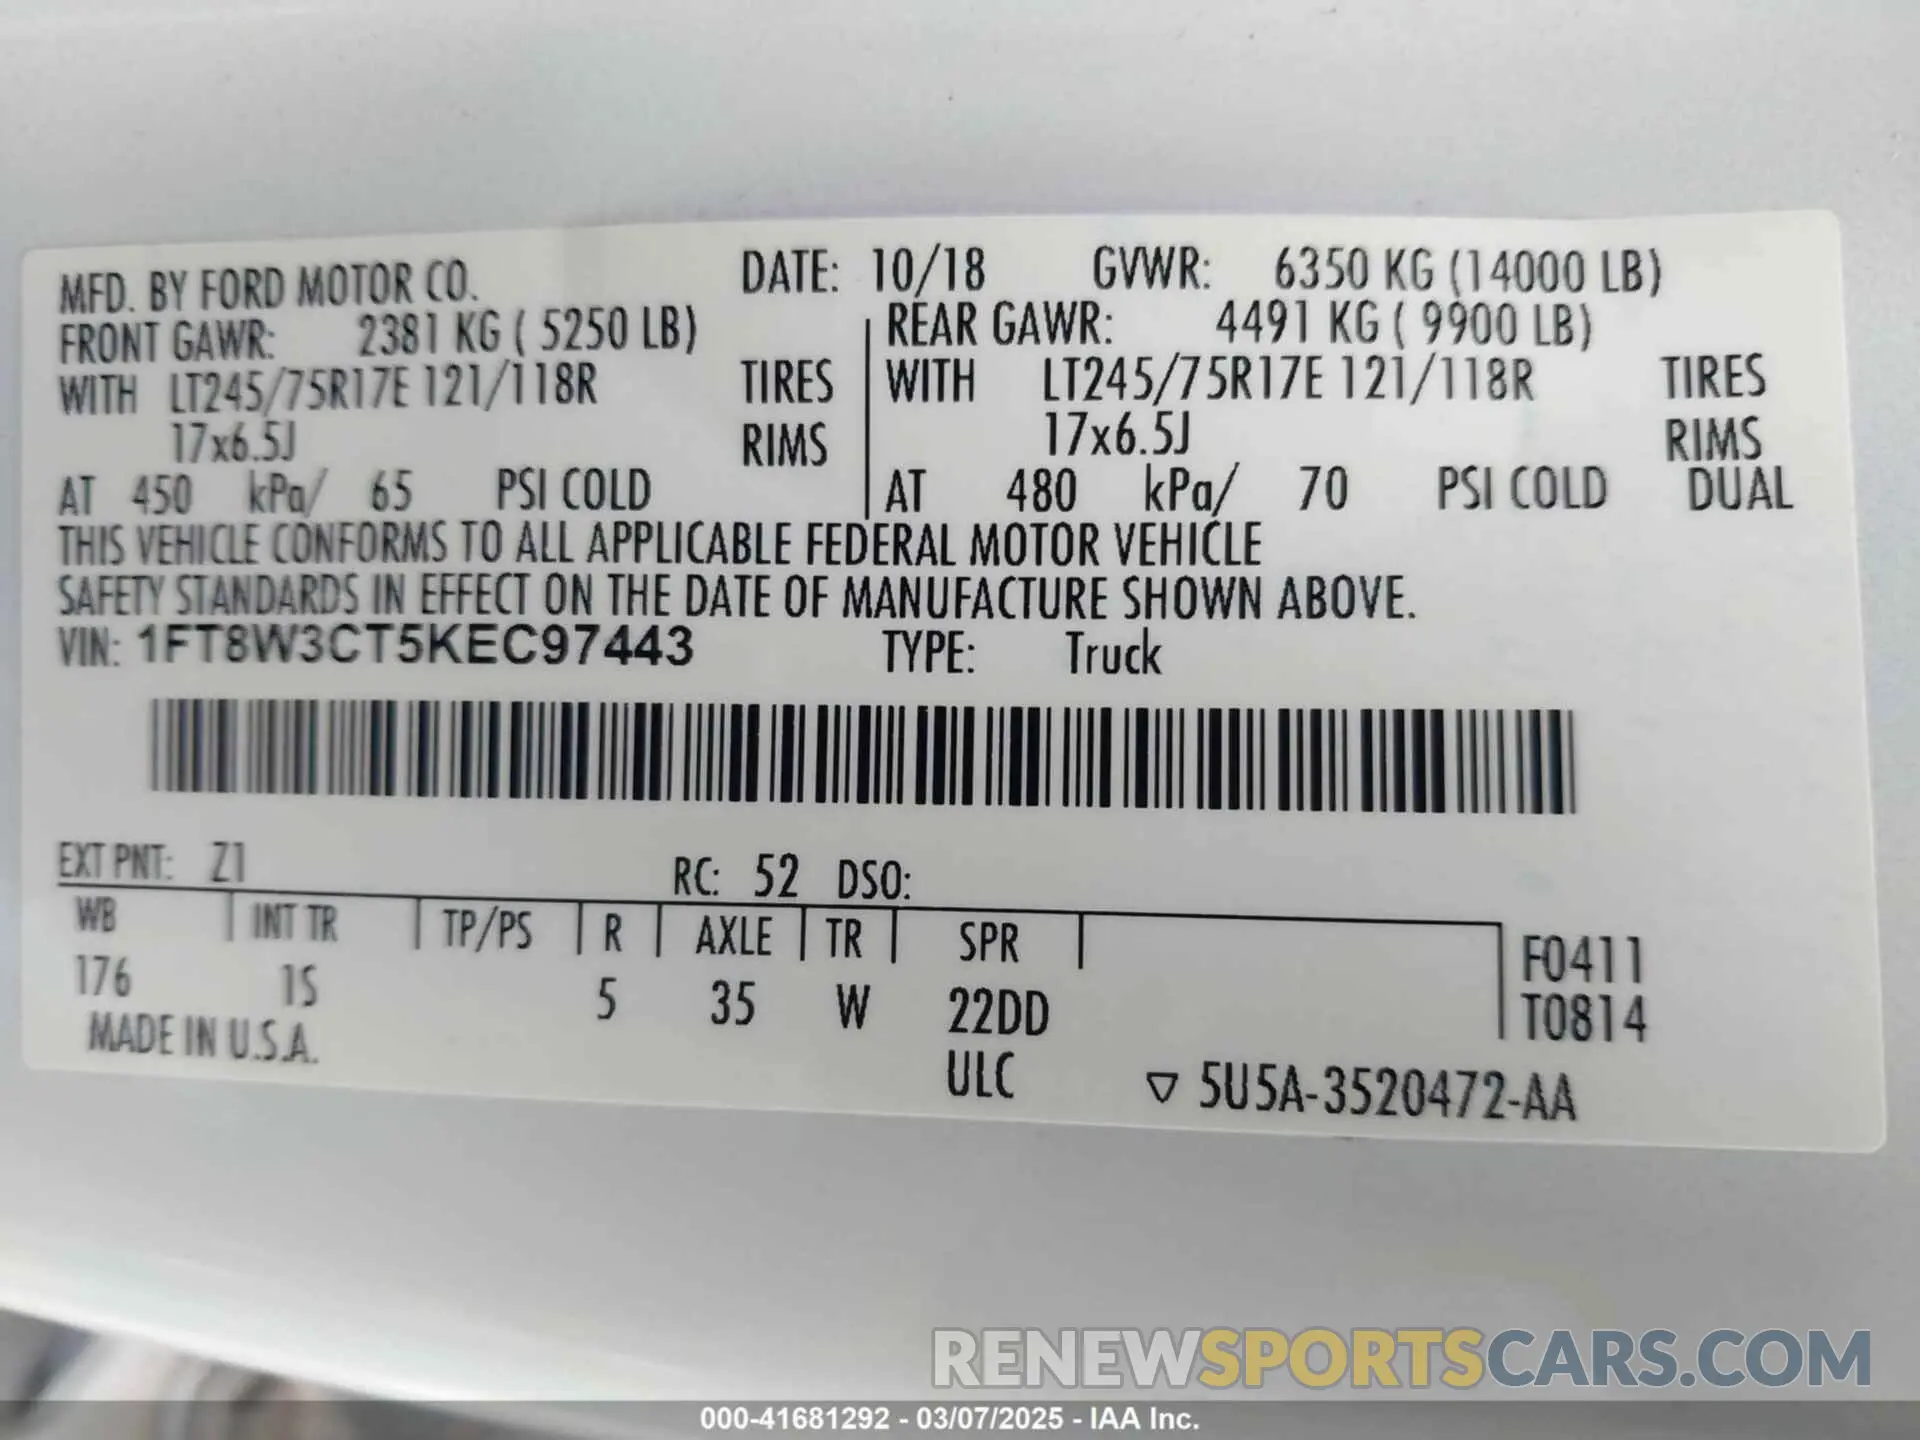 MFD. BY FORD MOTOR CO. DATE: 10/18 GVWR: 6350 KG (14000 LB)
FRONT GAWR: 2381 KG ( 5250 LB) REAR GAWR: 4491 KG ( 9900 LB)
WITH LT245/75R17E 121/118R TIRES WITH LT245/75R17E 121/118R TIRES
17x6.5J RIMS 17x6.5J RIMS
AT 450 kPa/ 65 PSI COLD AT 480 kPa/ 70 PSI COLD DUAL
THIS VEHICLE CONFORMS TO ALL APPLICABLE FEDERAL MOTOR VEHICLE
SAFETY STANDARDS IN EFFECT ON THE DATE OF MANUFACTURE SHOWN ABOVE.
VIN: 1FT8W3CT5KEC97443 TYPE: Truck
EXT PNT: Z1 RC: 52 DSO:
WB INT TR TP/PS R AXLE TR SPR F0411
176 1S 5 35 W 22DD T0814
MADE IN U.S.A. ULC ▽ 5U5A-3520472-AA
RENEWSPORTSCARS.COM
000-41681292 - 03/07/2025 - IAA Inc.